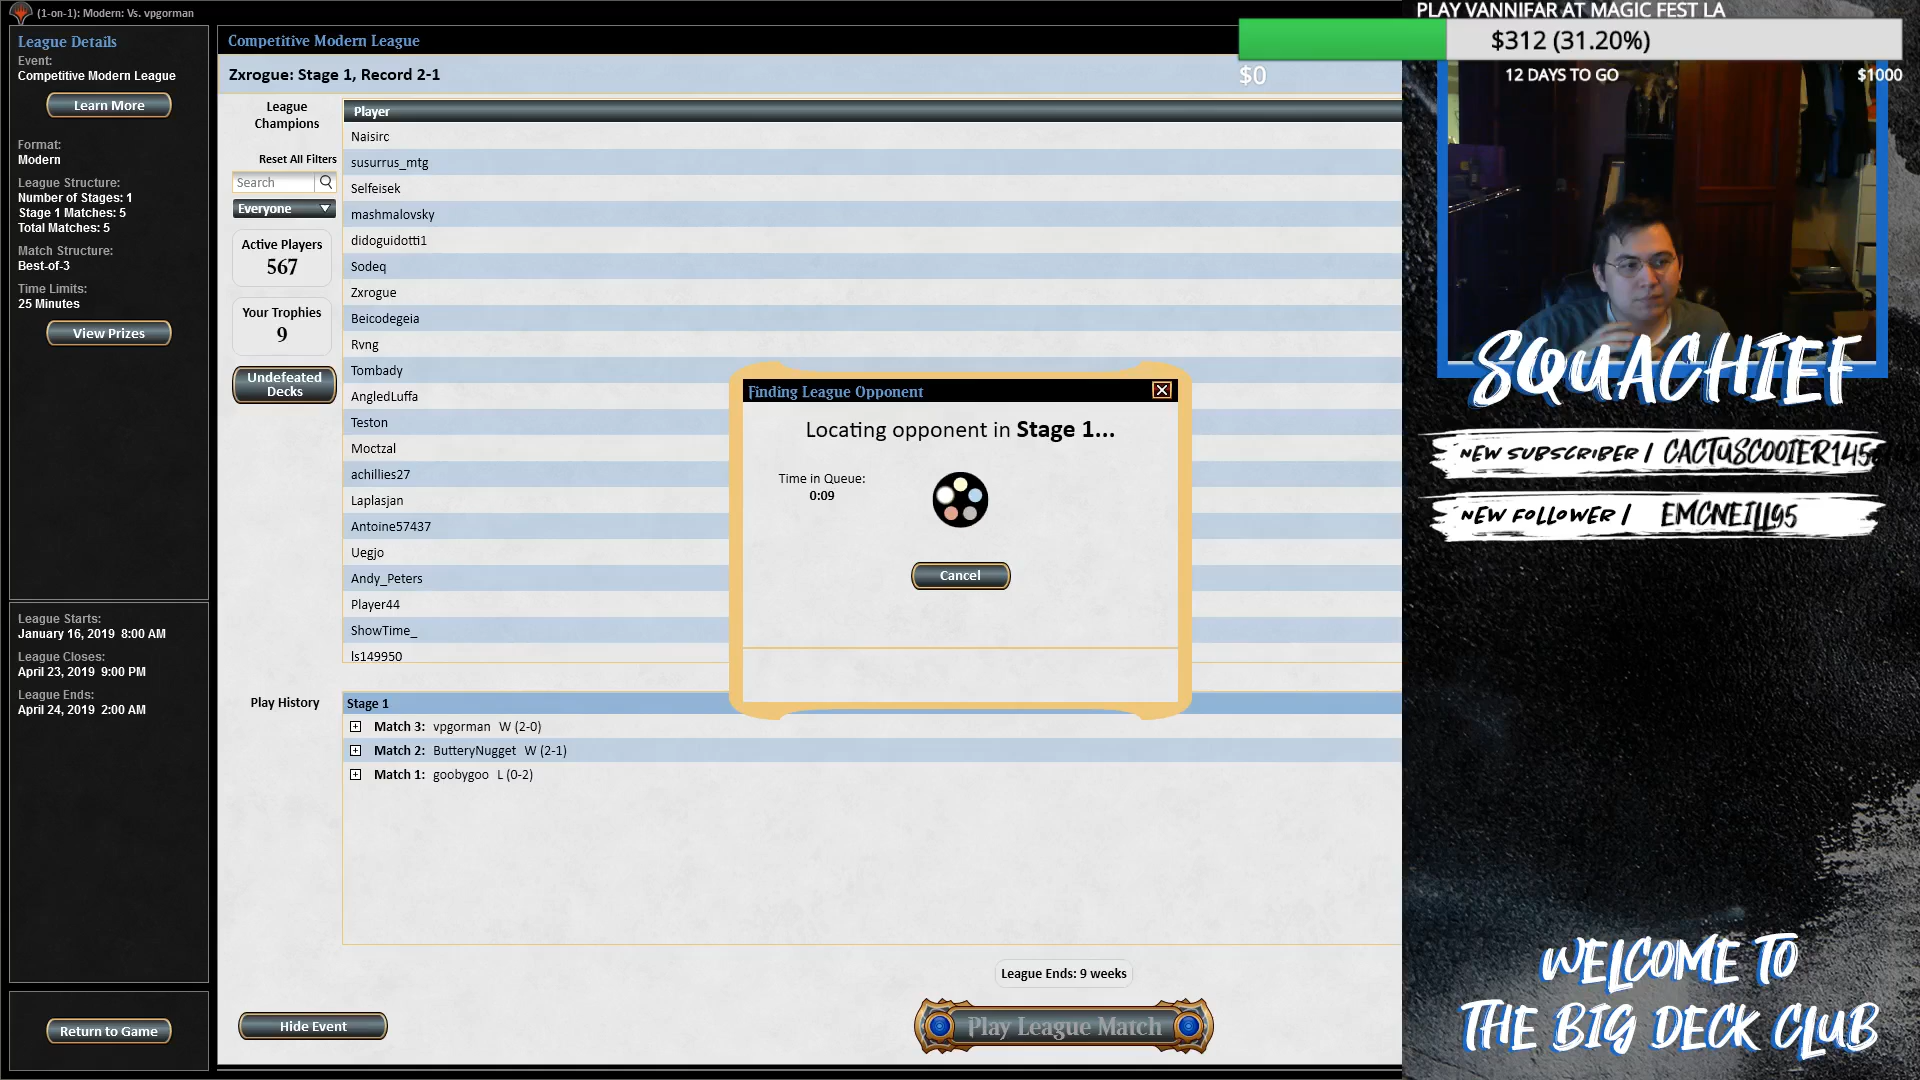 (1-on-1): Modern: Vs. vpgorman
League Details
Event:
Competitive Modern League
Learn More
Format:
Modern
League Structure:
Number of Stages: 1
Stage 1 Matches: 5
Total Matches: 5
Match Structure:
Best-of-3
Time Limits:
25 Minutes
View Prizes
League Starts:
January 16, 2019 8:00 AM
League Closes:
April 23, 2019 9:00 PM
League Ends:
April 24, 2019 2:00 AM
Return to Game
Competitive Modern League
Zxrogue: Stage 1, Record 2-1
League
Champions
Reset All Filters
Search
Everyone
Active Players
567
Your Trophies
9
Undefeated
Decks
Player
Naisirc
susurrus_mtg
Selfeisek
mashmalovsky
didoguidotti1
Sodeq
Zxrogue
Beicodegeia
Rvng
Tombady
AngledLuffa
Teston
Moctzal
achillies27
Laplasjan
Antoine57437
Uegjo
Andy_Peters
Player44
ShowTime_
ls149950
Finding League Opponent
Locating opponent in Stage 1...
Time in Queue:
0:09
Cancel
Play History
Stage 1
Match 3: vpgorman W (2-0)
Match 2: ButteryNugget W (2-1)
Match 1: goobygoo L (0-2)
League Ends: 9 weeks
Hide Event
Play League Match
PLAY VANNIFAR AT MAGIC FEST LA
$312 (31.20%)
$0
12 DAYS TO GO
$1000
SQUACHIEF
NEW SUBSCRIBER / CACTUSCOOIER145
NEW FOLLOWER / EMCNEILL95
WELCOME TO
THE BIG DECK CLUB